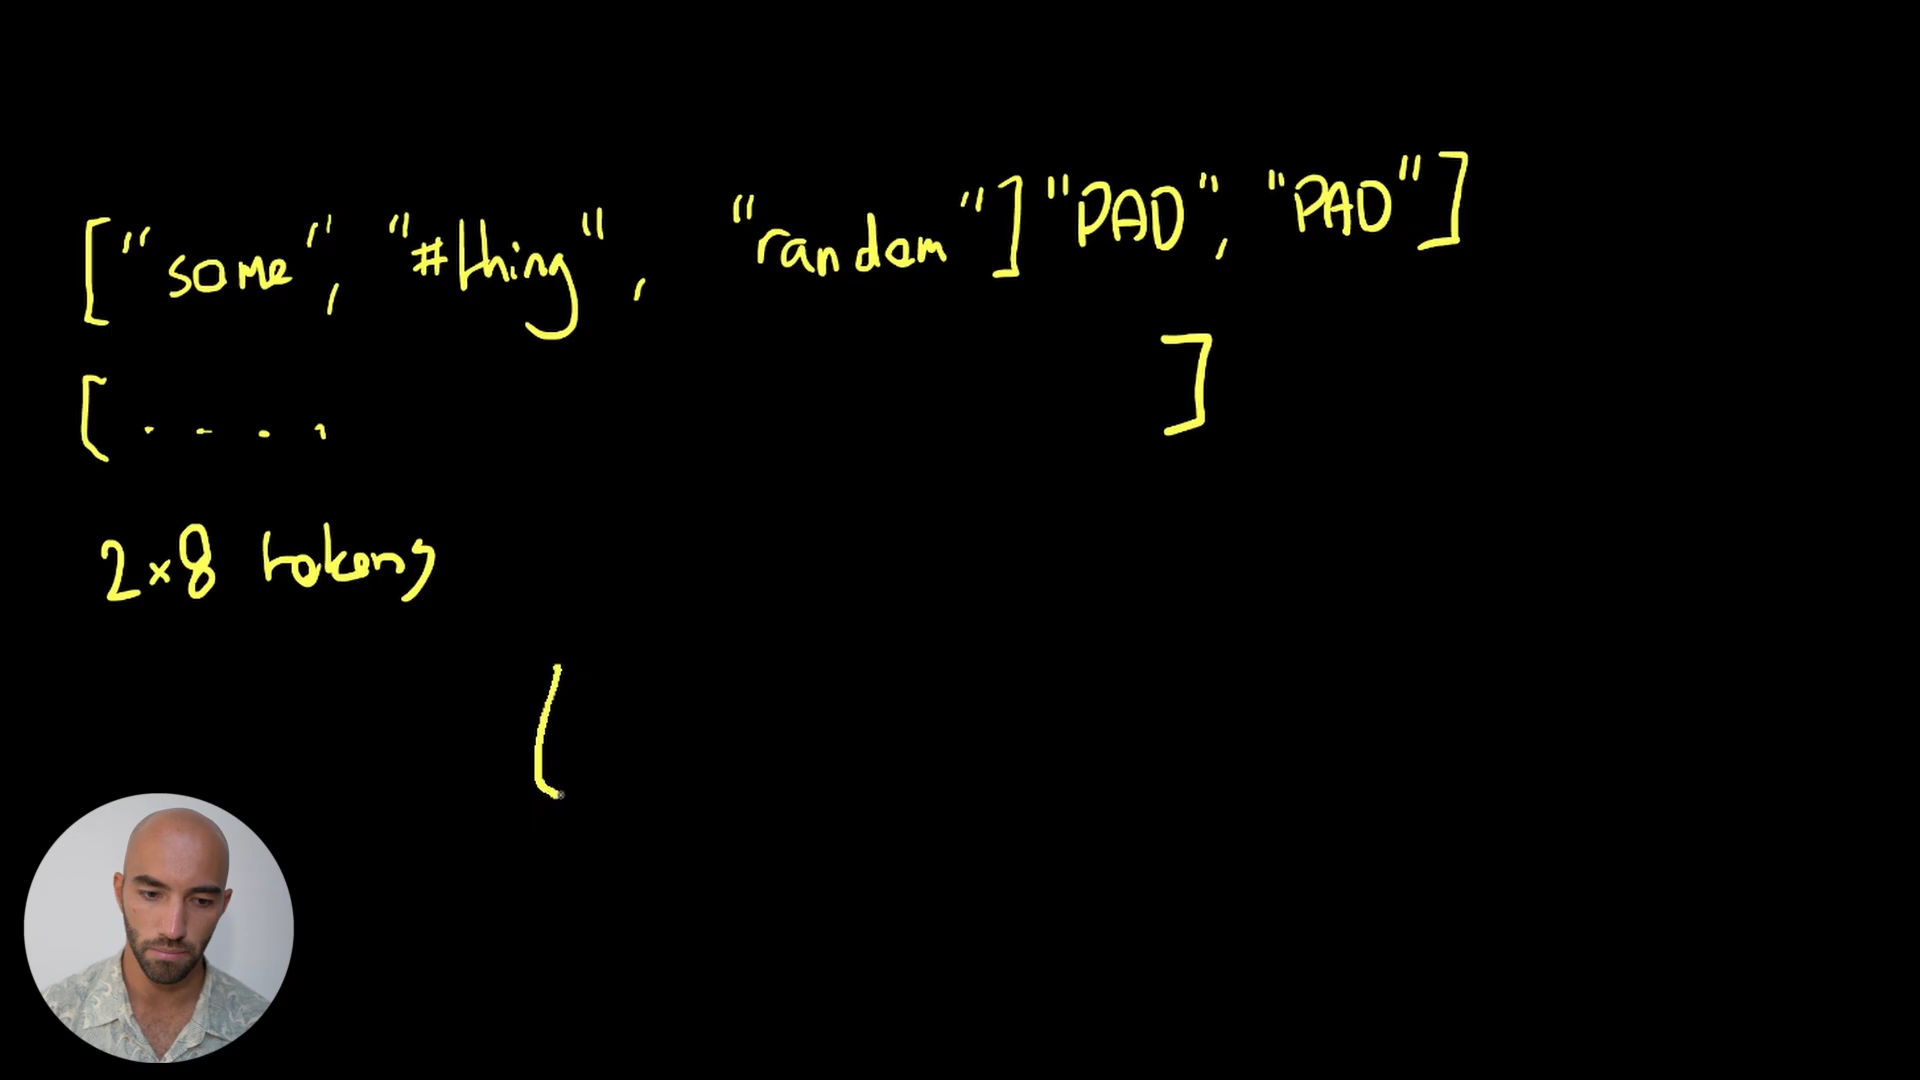 ["some", "#thing", "random"] "PAD", "PAD"]
[ . . . . ]
2×8 tokens
(